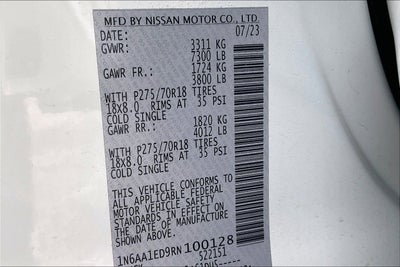 MFD BY NISSAN MOTOR CO., LTD.
DATE: 07/23
GVWR: 3311 KG
7300 LB
GAWR FR.: 1724 KG
3800 LB
WITH P275/70R18 TIRES
18x8.0 RIMS AT 35 PSI
COLD SINGLE
GAWR RR.: 1820 KG
4012 LB
WITH P275/70R18 TIRES
18x8.0 RIMS AT 35 PSI
COLD SINGLE
THIS VEHICLE CONFORMS TO
ALL APPLICABLE FEDERAL
MOTOR VEHICLE SAFETY
STANDARDS IN EFFECT ON
THE DATE OF MANUFACTURE
SHOWN ABOVE.
1N6AA1ED9RN100128
522151